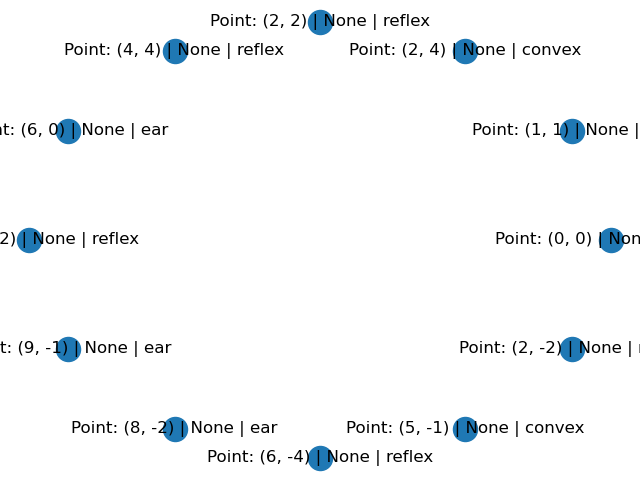 Point: (2, 2) | None | reflex
Point: (4, 4) | None | reflex
Point: (2, 4) | None | convex
nt: (6, 0) | None | ear
Point: (1, 1) | None |
2) | None | reflex
Point: (0, 0) | Non
t: (9, -1) | None | ear
Point: (2, -2) | None |
Point: (8, -2) | None | ear
Point: (5, -1) | None | convex
Point: (6, -4) | None | reflex